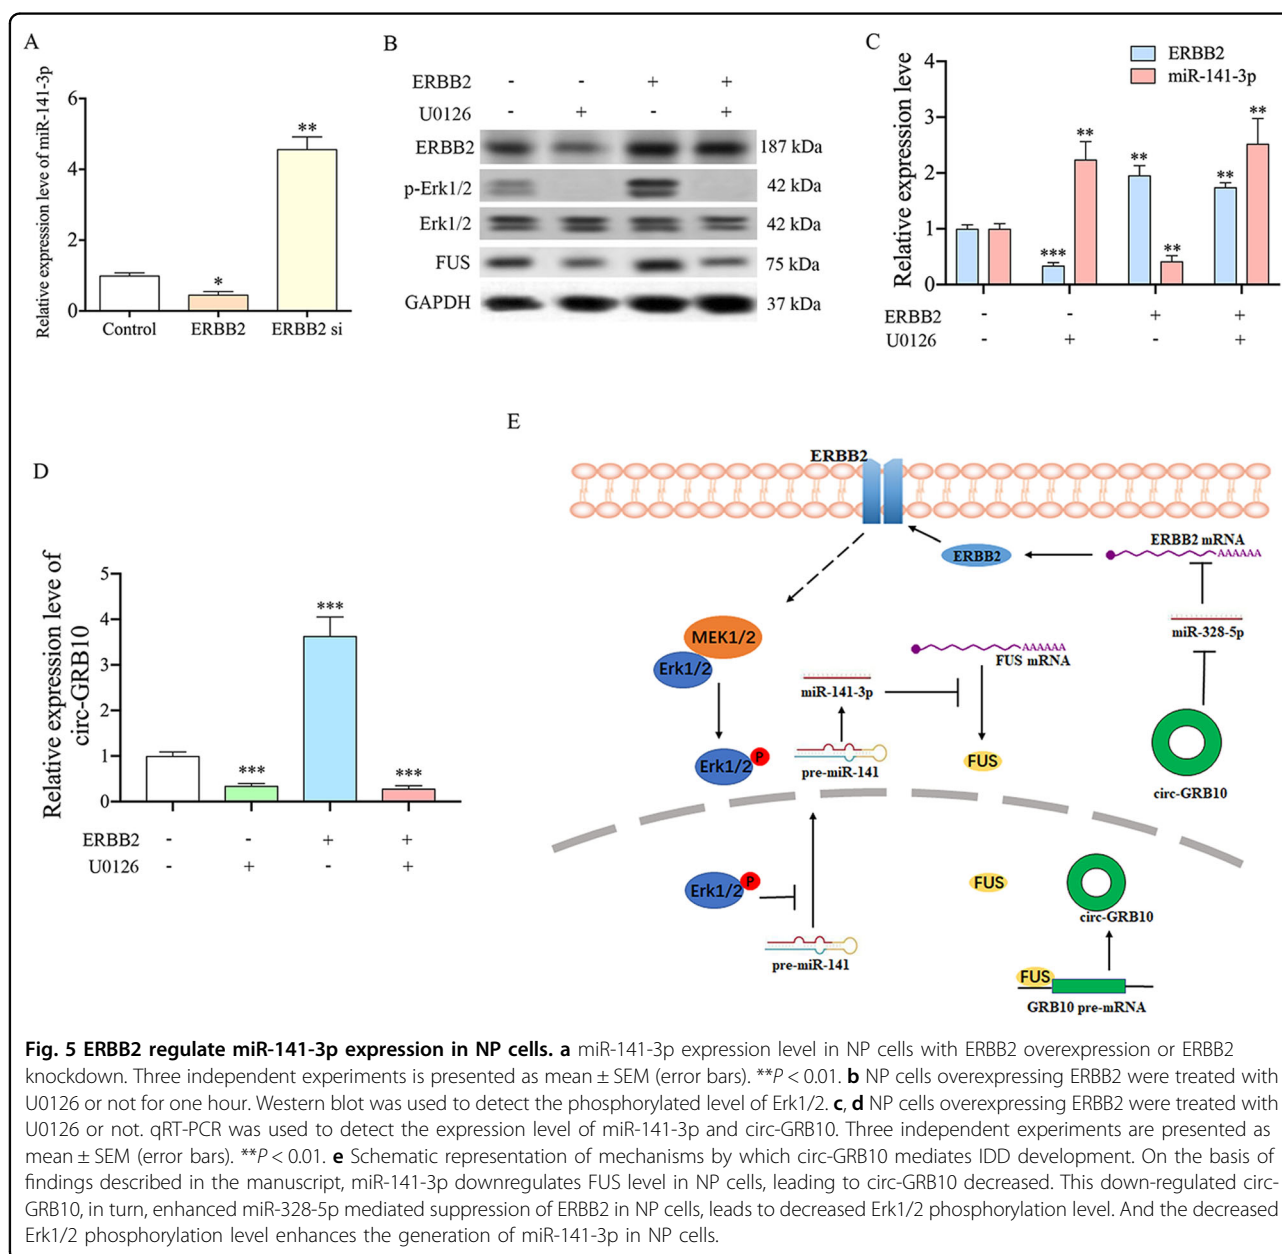 A
Relative expression leve of miR-141-3p
6
4
2
0
*
**
Control
ERBB2
ERBB2 si
B
ERBB2 - - + +
U0126 - + - +
ERBB2 187 kDa
p-Erk1/2 42 kDa
Erk1/2 42 kDa
FUS 75 kDa
GAPDH 37 kDa
C
Relative expression leve
4
3
2
1
0
ERBB2
miR-141-3p
***
**
**
**
**
**
ERBB2 - - + +
U0126 - + - +
D
Relative expression leve of
circ-GRB10
5
4
3
2
1
0
***
***
***
ERBB2 - - + +
U0126 - + - +
E
ERBB2
ERBB2 mRNA
AAAAAA
ERBB2
miR-328-5p
MEK1/2
Erk1/2
AAAAAA
FUS mRNA
miR-141-3p
Erk1/2
P
pre-miR-141
FUS
circ-GRB10
Erk1/2
P
FUS
circ-GRB10
pre-miR-141
FUS
GRB10 pre-mRNA
Fig. 5 ERBB2 regulate miR-141-3p expression in NP cells. a miR-141-3p expression level in NP cells with ERBB2 overexpression or ERBB2
knockdown. Three independent experiments is presented as mean ± SEM (error bars). **P < 0.01. b NP cells overexpressing ERBB2 were treated with
U0126 or not for one hour. Western blot was used to detect the phosphorylated level of Erk1/2. c, d NP cells overexpressing ERBB2 were treated with
U0126 or not. qRT-PCR was used to detect the expression level of miR-141-3p and circ-GRB10. Three independent experiments are presented as
mean ± SEM (error bars). **P < 0.01. e Schematic representation of mechanisms by which circ-GRB10 mediates IDD development. On the basis of
findings described in the manuscript, miR-141-3p downregulates FUS level in NP cells, leading to circ-GRB10 decreased. This down-regulated circ-
GRB10, in turn, enhanced miR-328-5p mediated suppression of ERBB2 in NP cells, leads to decreased Erk1/2 phosphorylation level. And the decreased
Erk1/2 phosphorylation level enhances the generation of miR-141-3p in NP cells.